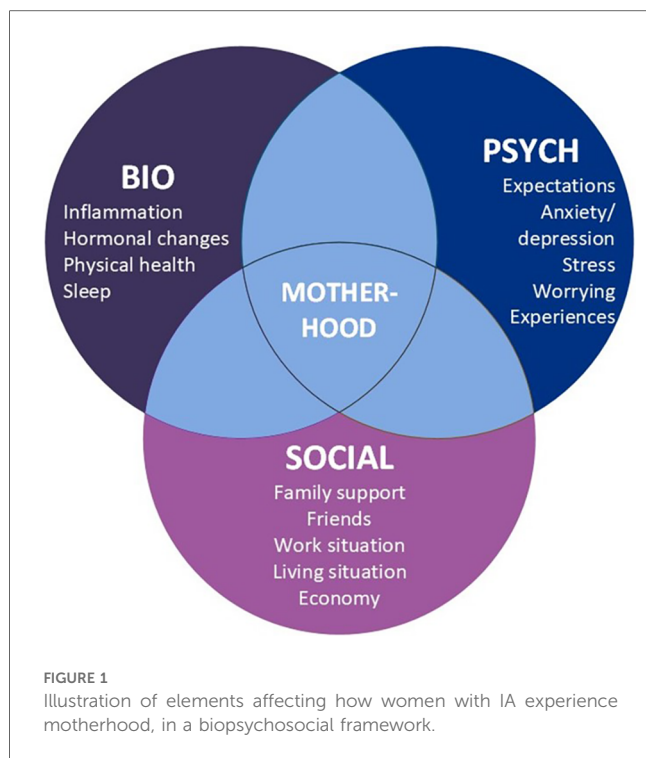 BIO
Inflammation
Hormonal changes
Physical health
Sleep
PSYCH
Expectations
Anxiety/
depression
Stress
Worrying
Experiences
MOTHER-
HOOD
SOCIAL
Family support
Friends
Work situation
Living situation
Economy
FIGURE 1
Illustration of elements affecting how women with IA experience
motherhood, in a biopsychosocial framework.